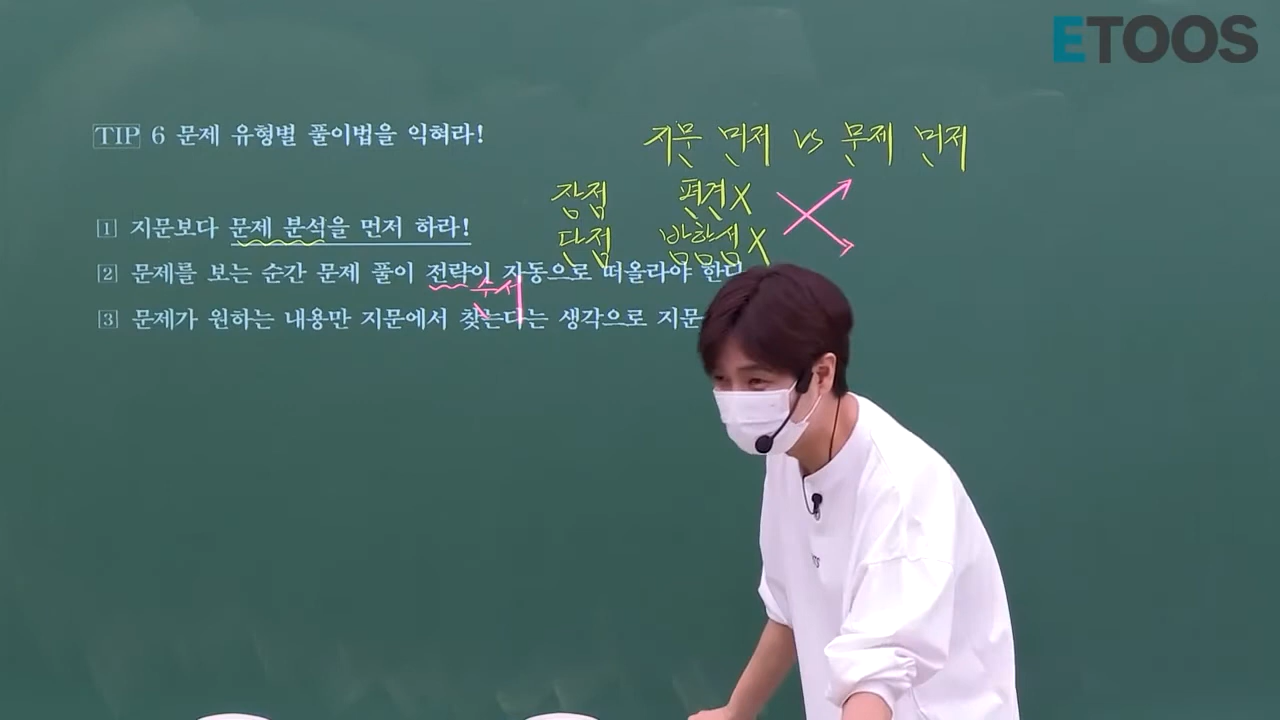 ETOOS
TIP 6 문제 유형별 풀이법을 익혀라!
지문 먼저 vs 문제 먼저
장점 편견X
단점 방향성X
1 지문보다 문제 분석을 먼저 하라!
2 문제를 보는 순간 문제 풀이 전략이 자동으로 떠올라야 한다
순서
3 문제가 원하는 내용만 지문에서 찾는다는 생각으로 지문